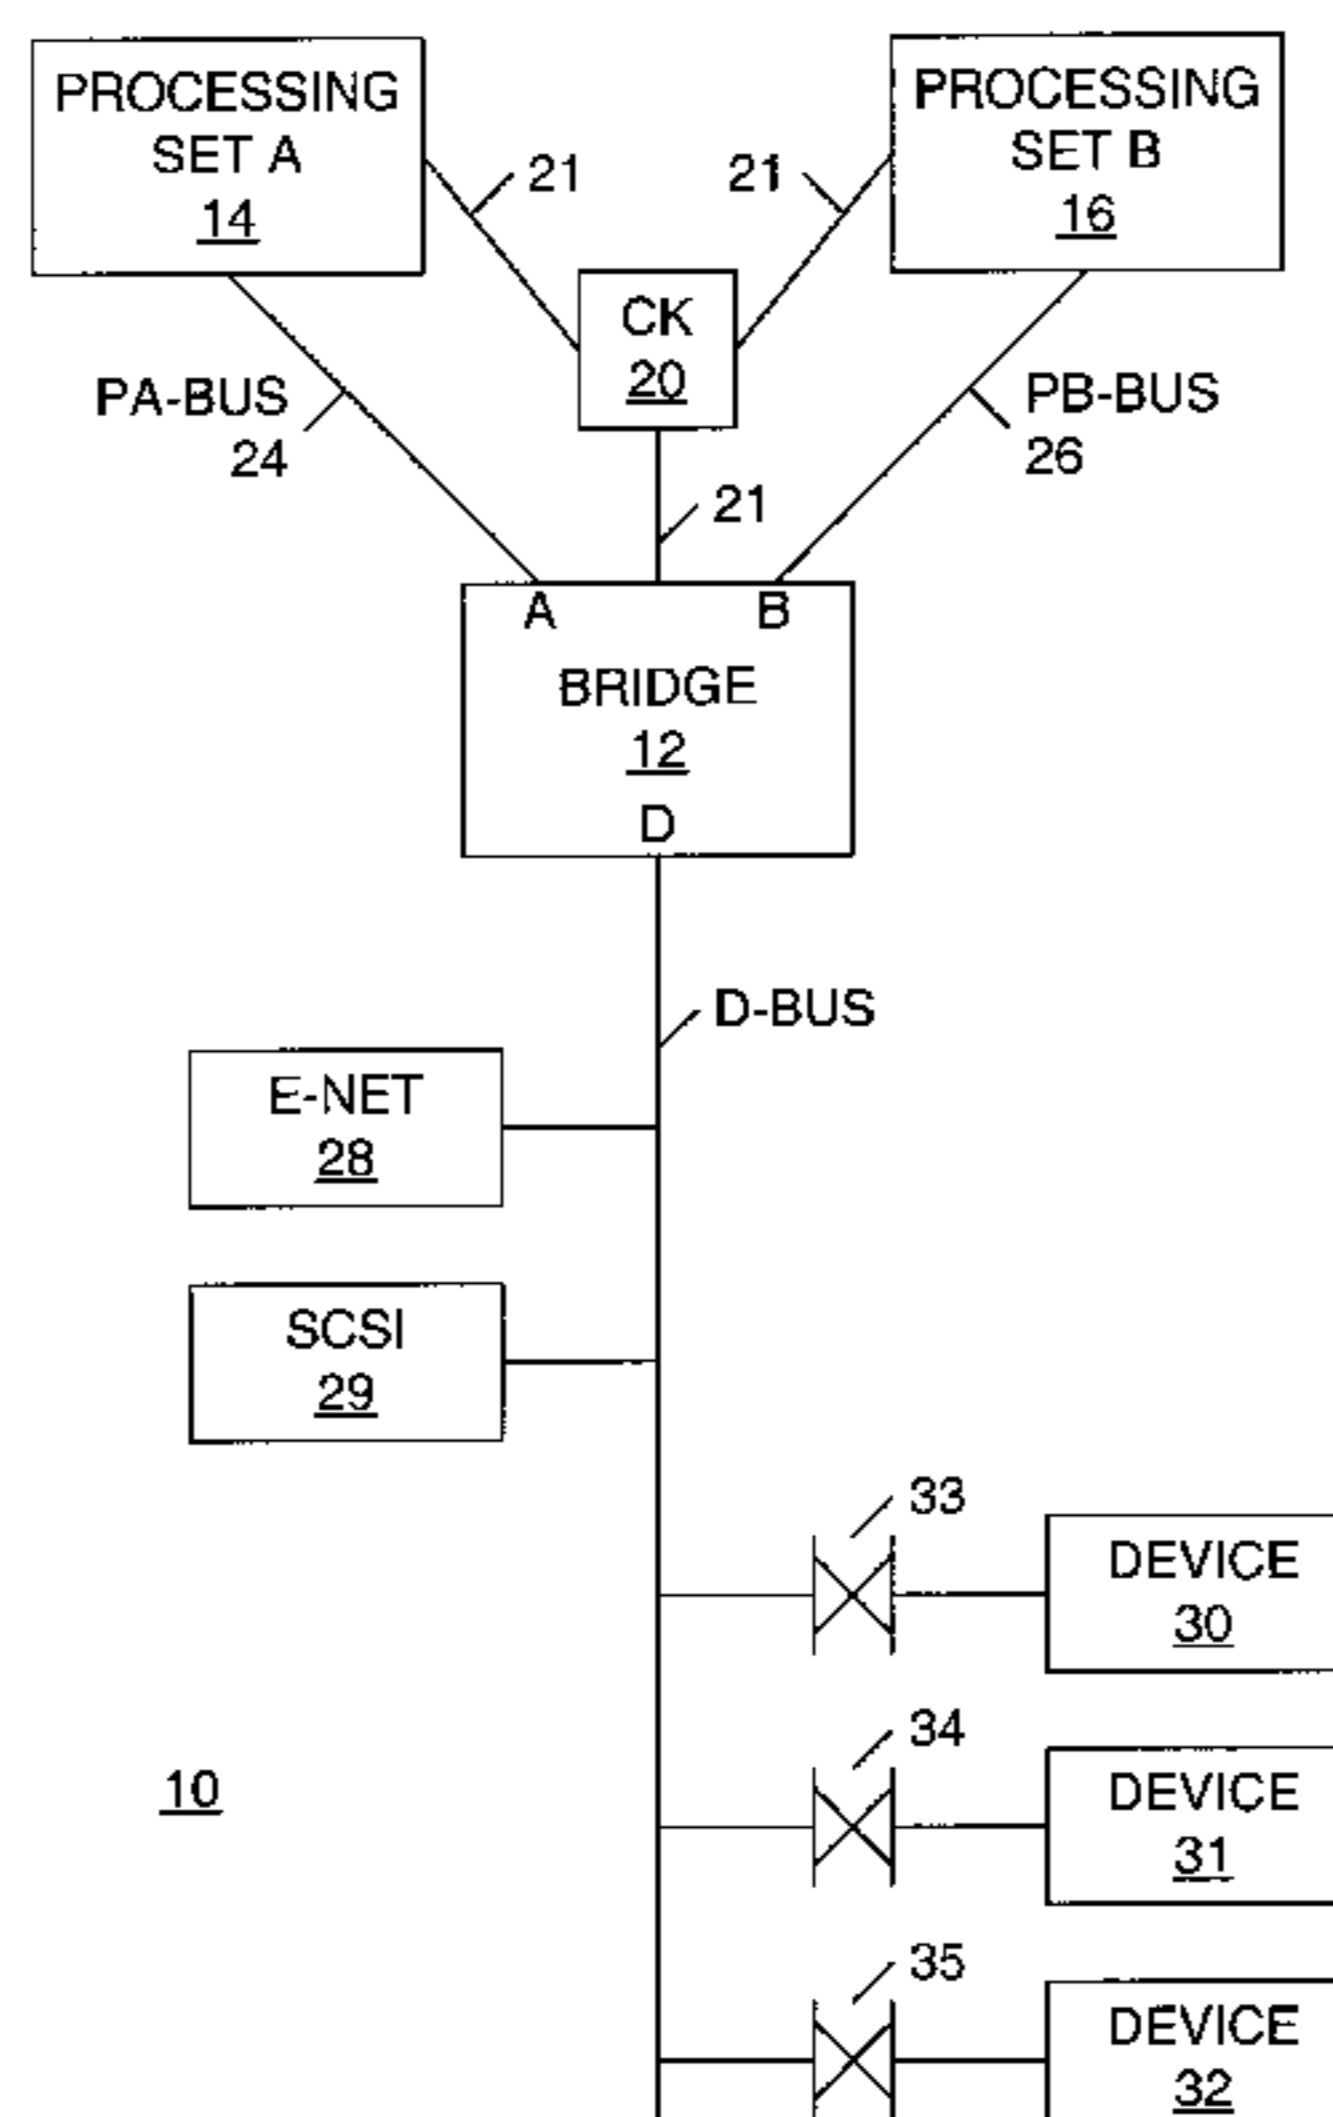 PROCESSING
SET A
14
PROCESSING
SET B
16
21
21
CK
20
PA-BUS
24
PB-BUS
26
21
A
B
BRIDGE
12
D
D-BUS
E-NET
28
SCSI
29
33
DEVICE
30
34
DEVICE
31
10
35
DEVICE
32